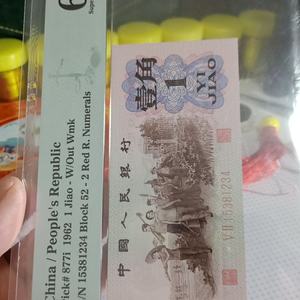 China / People's Republic
Pick# 877i 1962 1 Jiao - W/Out Wmk
S/N 15381234 Block 52 - 2 Red R. Numerals
6
Supe
壹角
1
YI
JIAO
中國人民銀行
15381234